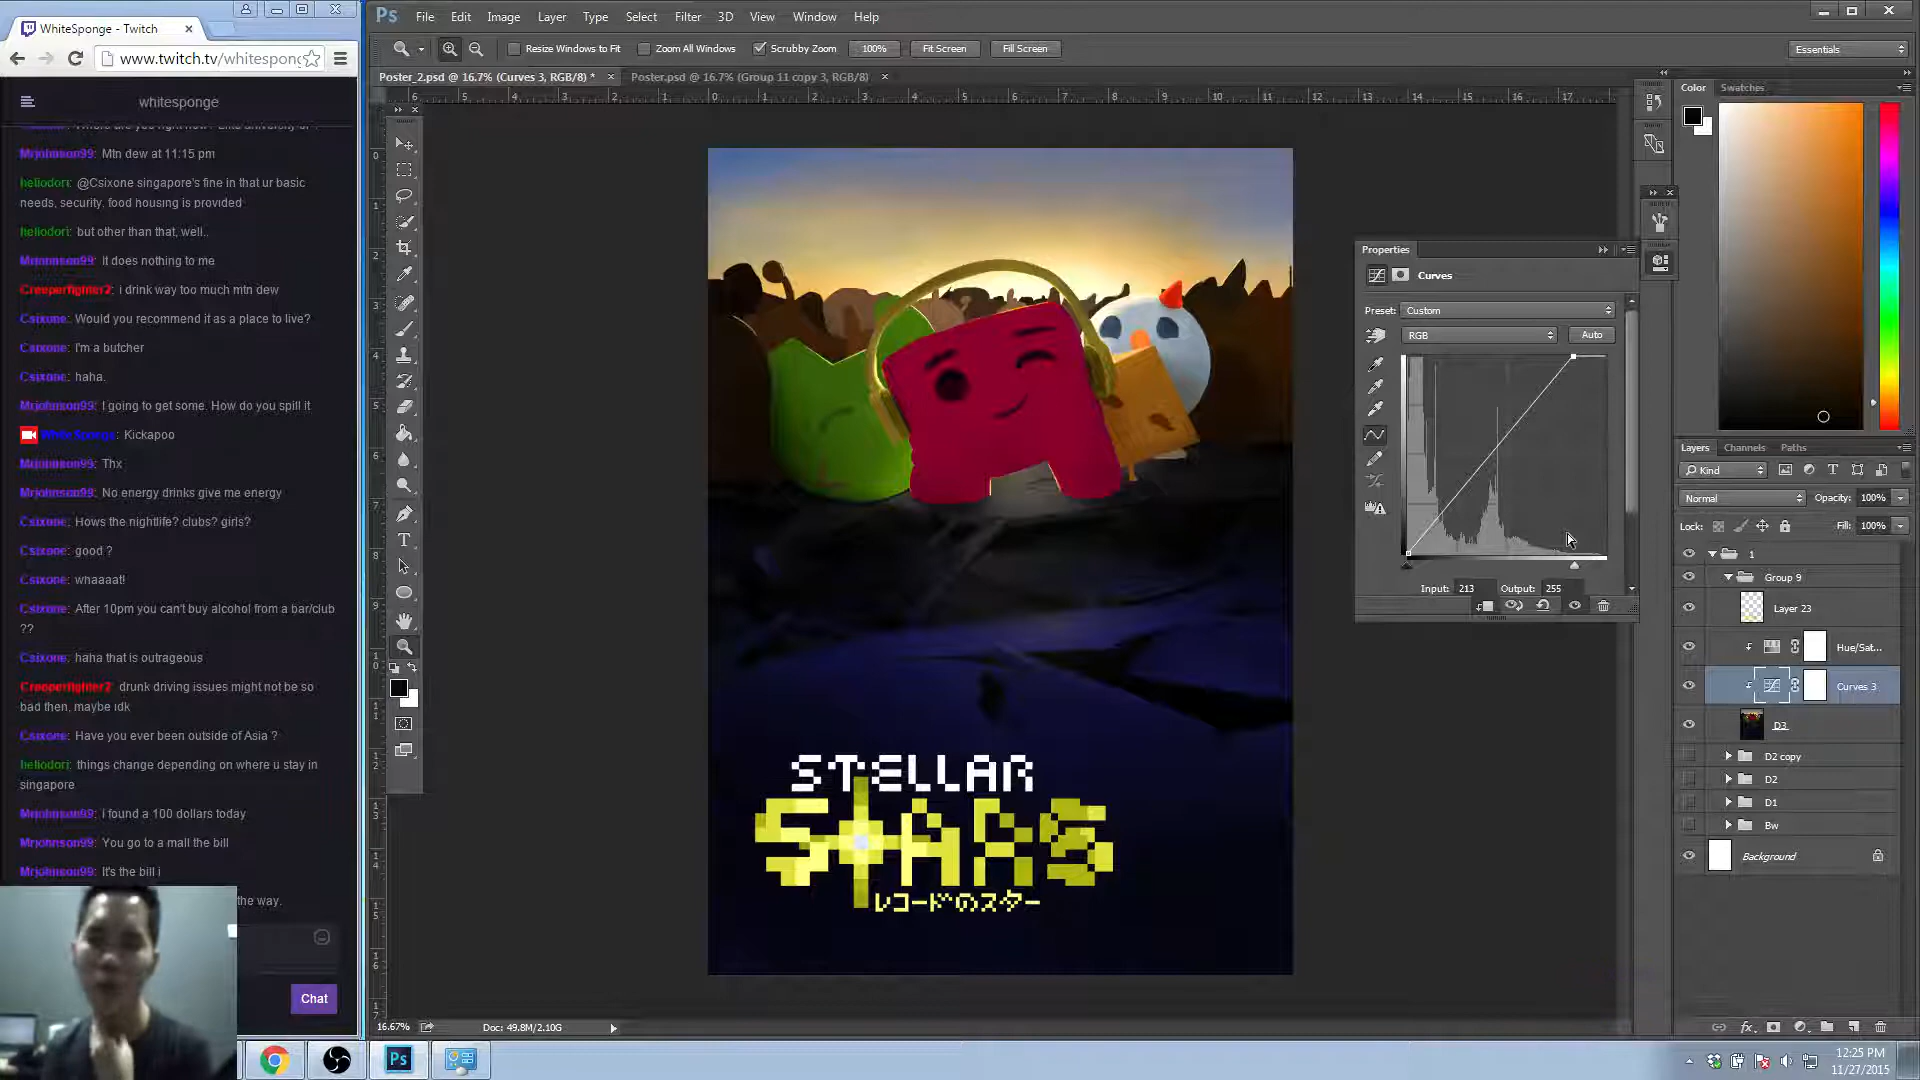 WhiteSponge - Twitch
www.twitch.tv/whitespong
whitesponge
Mrjohnson99: Mtn dew at 11:15 pm
heliodori: @Csixone singapore's fine in that ur basic
needs, security, food housing is provided
heliodori: but other than that, well..
Mrjohnson99: It does nothing to me
Creeperfighter2: i drink way too much mtn dew
Csixone: Would you recommend it as a place to live?
Csixone: I'm a butcher
Csixone: haha.
Mrjohnson99: I going to get some. How do you spill it
WhiteSponge: Kickapoo
Mrjohnson99: Thx
Mrjohnson99: No energy drinks give me energy
Csixone: Hows the nightlife? clubs? girls?
Csixone: good ?
Csixone: whaaaat!
Csixone: After 10pm you can't buy alcohol from a bar/club
??
Csixone: haha that is outrageous
Creeperfighter2: drunk driving issues might not be so
bad then, maybe idk
Csixone: Have you ever been outside of Asia ?
heliodori: things change depending on where u stay in
singapore
Mrjohnson99: I found a 100 dollars today
Mrjohnson99: You go to a mall the bill
Mrjohnson99: It's the bill i
the way.
Chat
Ps File Edit Image Layer Type Select Filter 3D View Window Help
Resize Windows to Fit Zoom All Windows Scrubby Zoom 100% Fit Screen Fill Screen Essentials
Poster_2.psd @ 16.7% (Curves 3, RGB/8) * Poster.psd @ 16.7% (Group 11 copy 3, RGB/8)
STELLAR
STARS
レコードのスター
16.67% Doc: 49.8M/2.10G
Properties
Curves
Preset: Custom
RGB Auto
Input: 213 Output: 255
Color Swatches
Layers Channels Paths
Kind
Normal Opacity: 100%
Lock: Fill: 100%
1
Group 9
Layer 23
Hue/Sat...
Curves 3
D3
D2 copy
D2
D1
Bw
Background
12:25 PM
11/27/2015